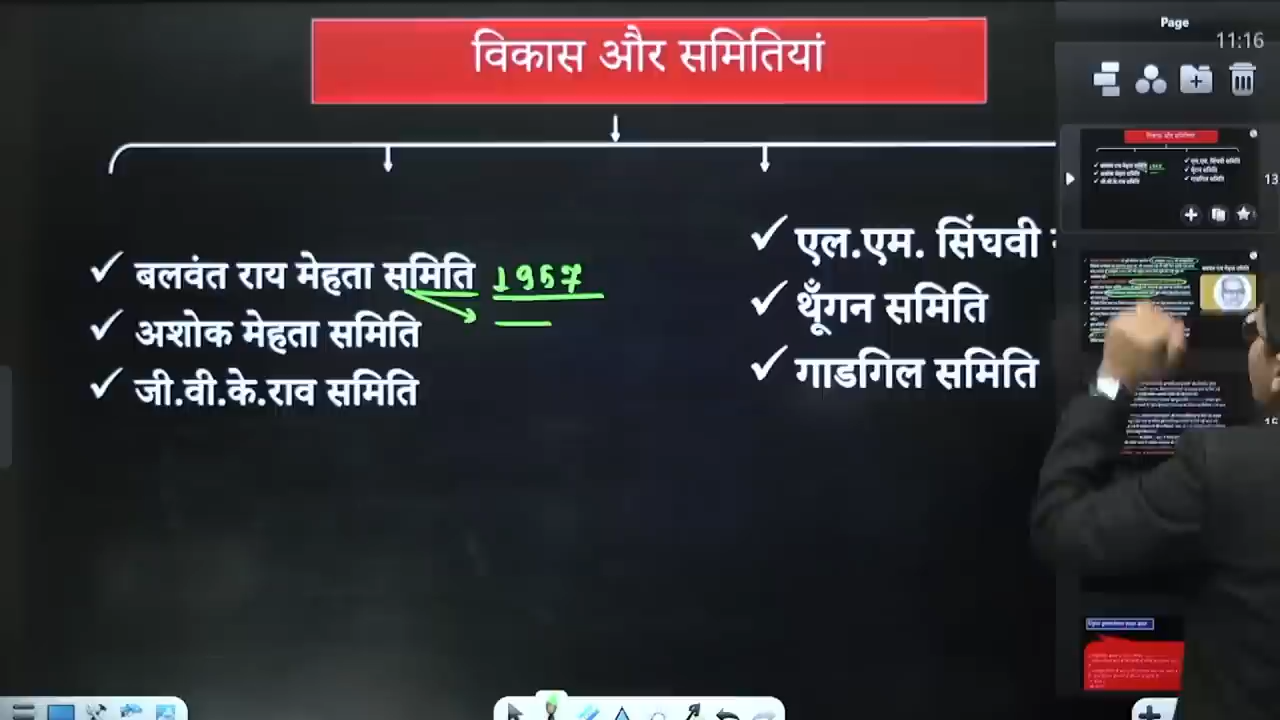 Page
11:16
विकास और समितियां
बलवंत राय मेहता समिति 1957
अशोक मेहता समिति
जी.वी.के.राव समिति
एल.एम. सिंघवी
थूँगन समिति
गाडगिल समिति
13